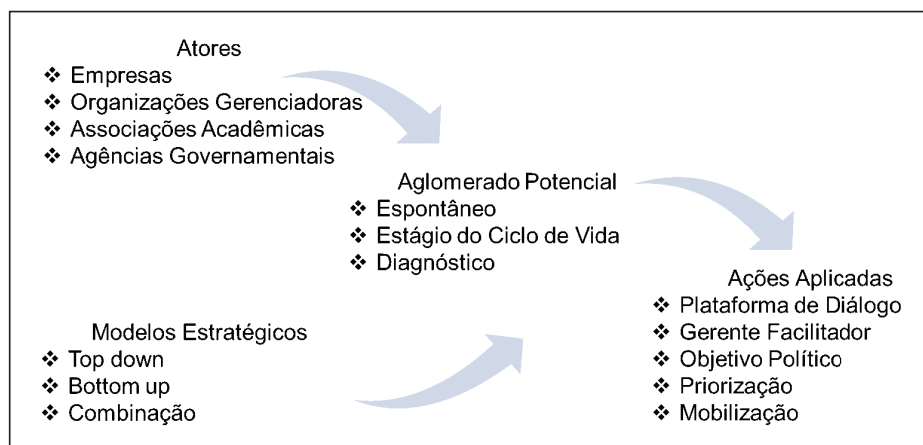 Atores
❖ Empresas
❖ Organizações Gerenciadoras
❖ Associações Acadêmicas
❖ Agências Governamentais
Aglomerado Potencial
❖ Espontâneo
❖ Estágio do Ciclo de Vida
❖ Diagnóstico
Modelos Estratégicos
❖ Top down
❖ Bottom up
❖ Combinação
Ações Aplicadas
❖ Plataforma de Diálogo
❖ Gerente Facilitador
❖ Objetivo Político
❖ Priorização
❖ Mobilização